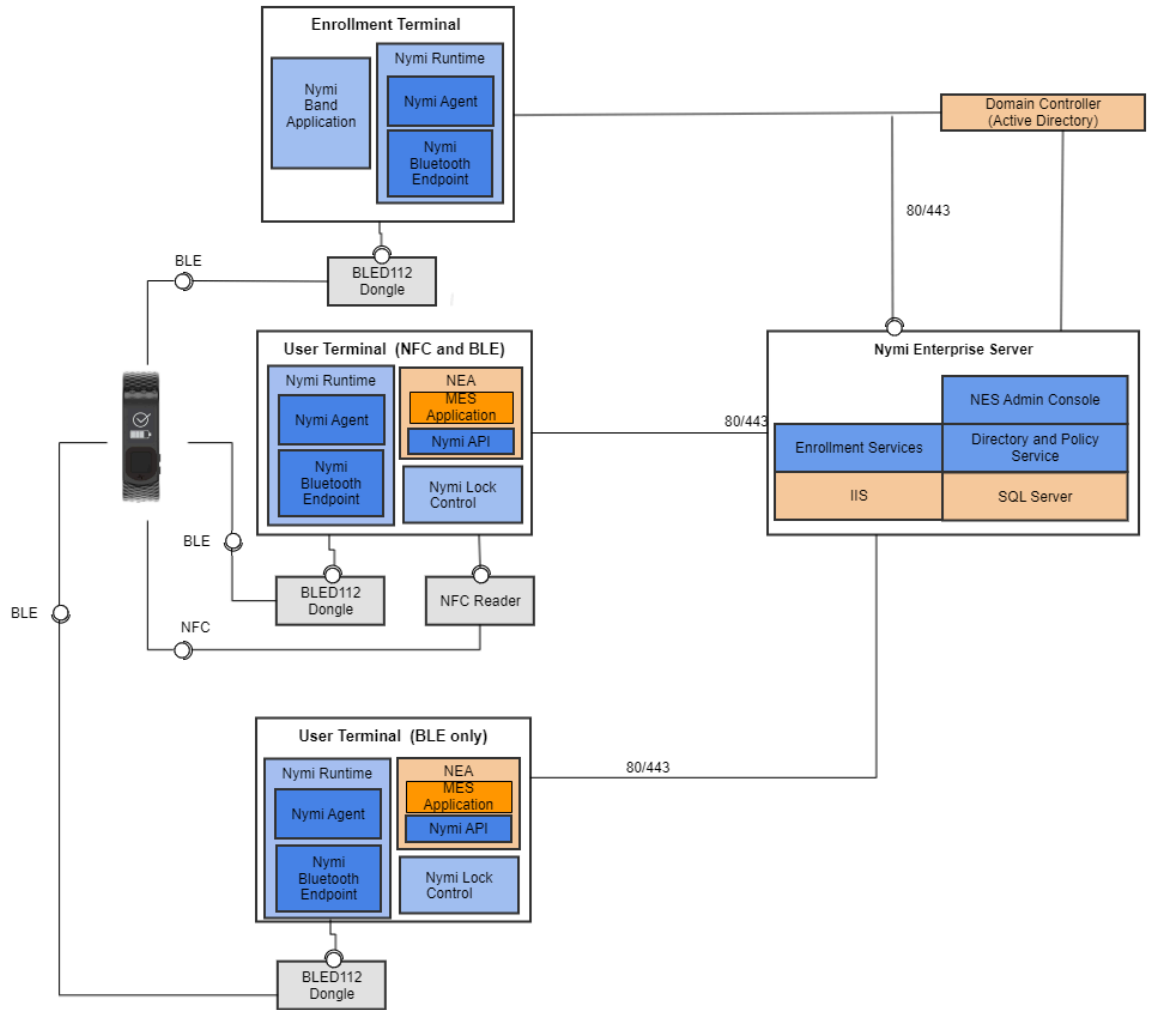 Enrollment Terminal
Nymi
Band
Application
Nymi Runtime
Nymi Agent
Nymi
Bluetooth
Endpoint
Domain Controller
(Active Directory)
80/443
BLE
BLED112
Dongle
User Terminal (NFC and BLE)
Nymi Runtime
Nymi Agent
Nymi
Bluetooth
Endpoint
NEA
MES
Application
Nymi API
Nymi Lock
Control
80/443
Nymi Enterprise Server
NES Admin Console
Enrollment Services
Directory and Policy
Service
IIS
SQL Server
BLE
BLED112
Dongle
NFC Reader
BLE
NFC
User Terminal (BLE only)
Nymi Runtime
Nymi Agent
Nymi
Bluetooth
Endpoint
NEA
MES
Application
Nymi API
Nymi Lock
Control
80/443
BLED112
Dongle